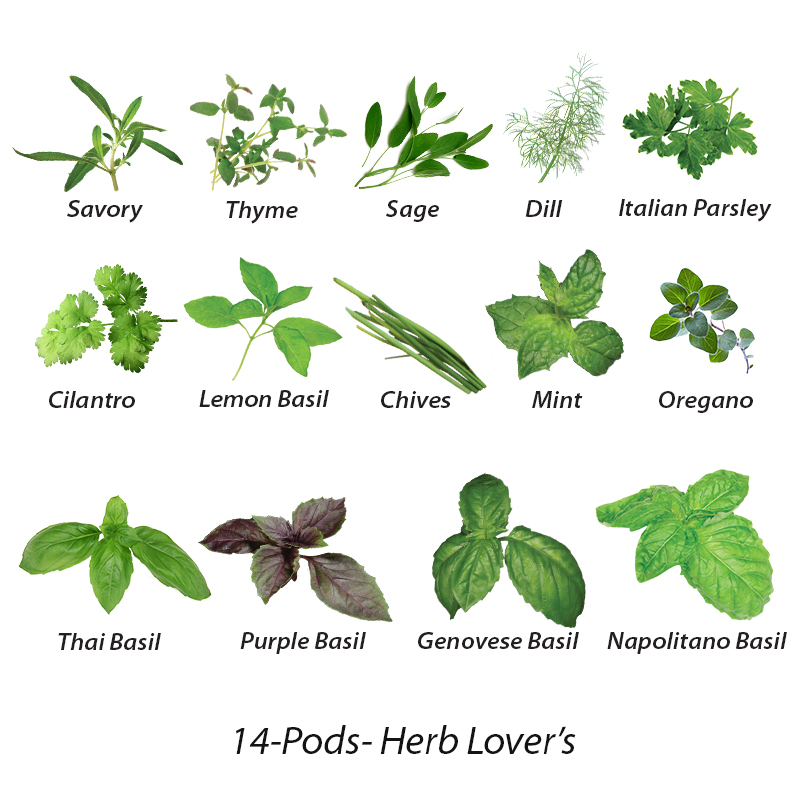 Savory
Thyme
Sage
Dill
Italian Parsley
Cilantro
Lemon Basil
Chives
Mint
Oregano
Thai Basil
Purple Basil
Genovese Basil
Napolitano Basil
14-Pods- Herb Lover's